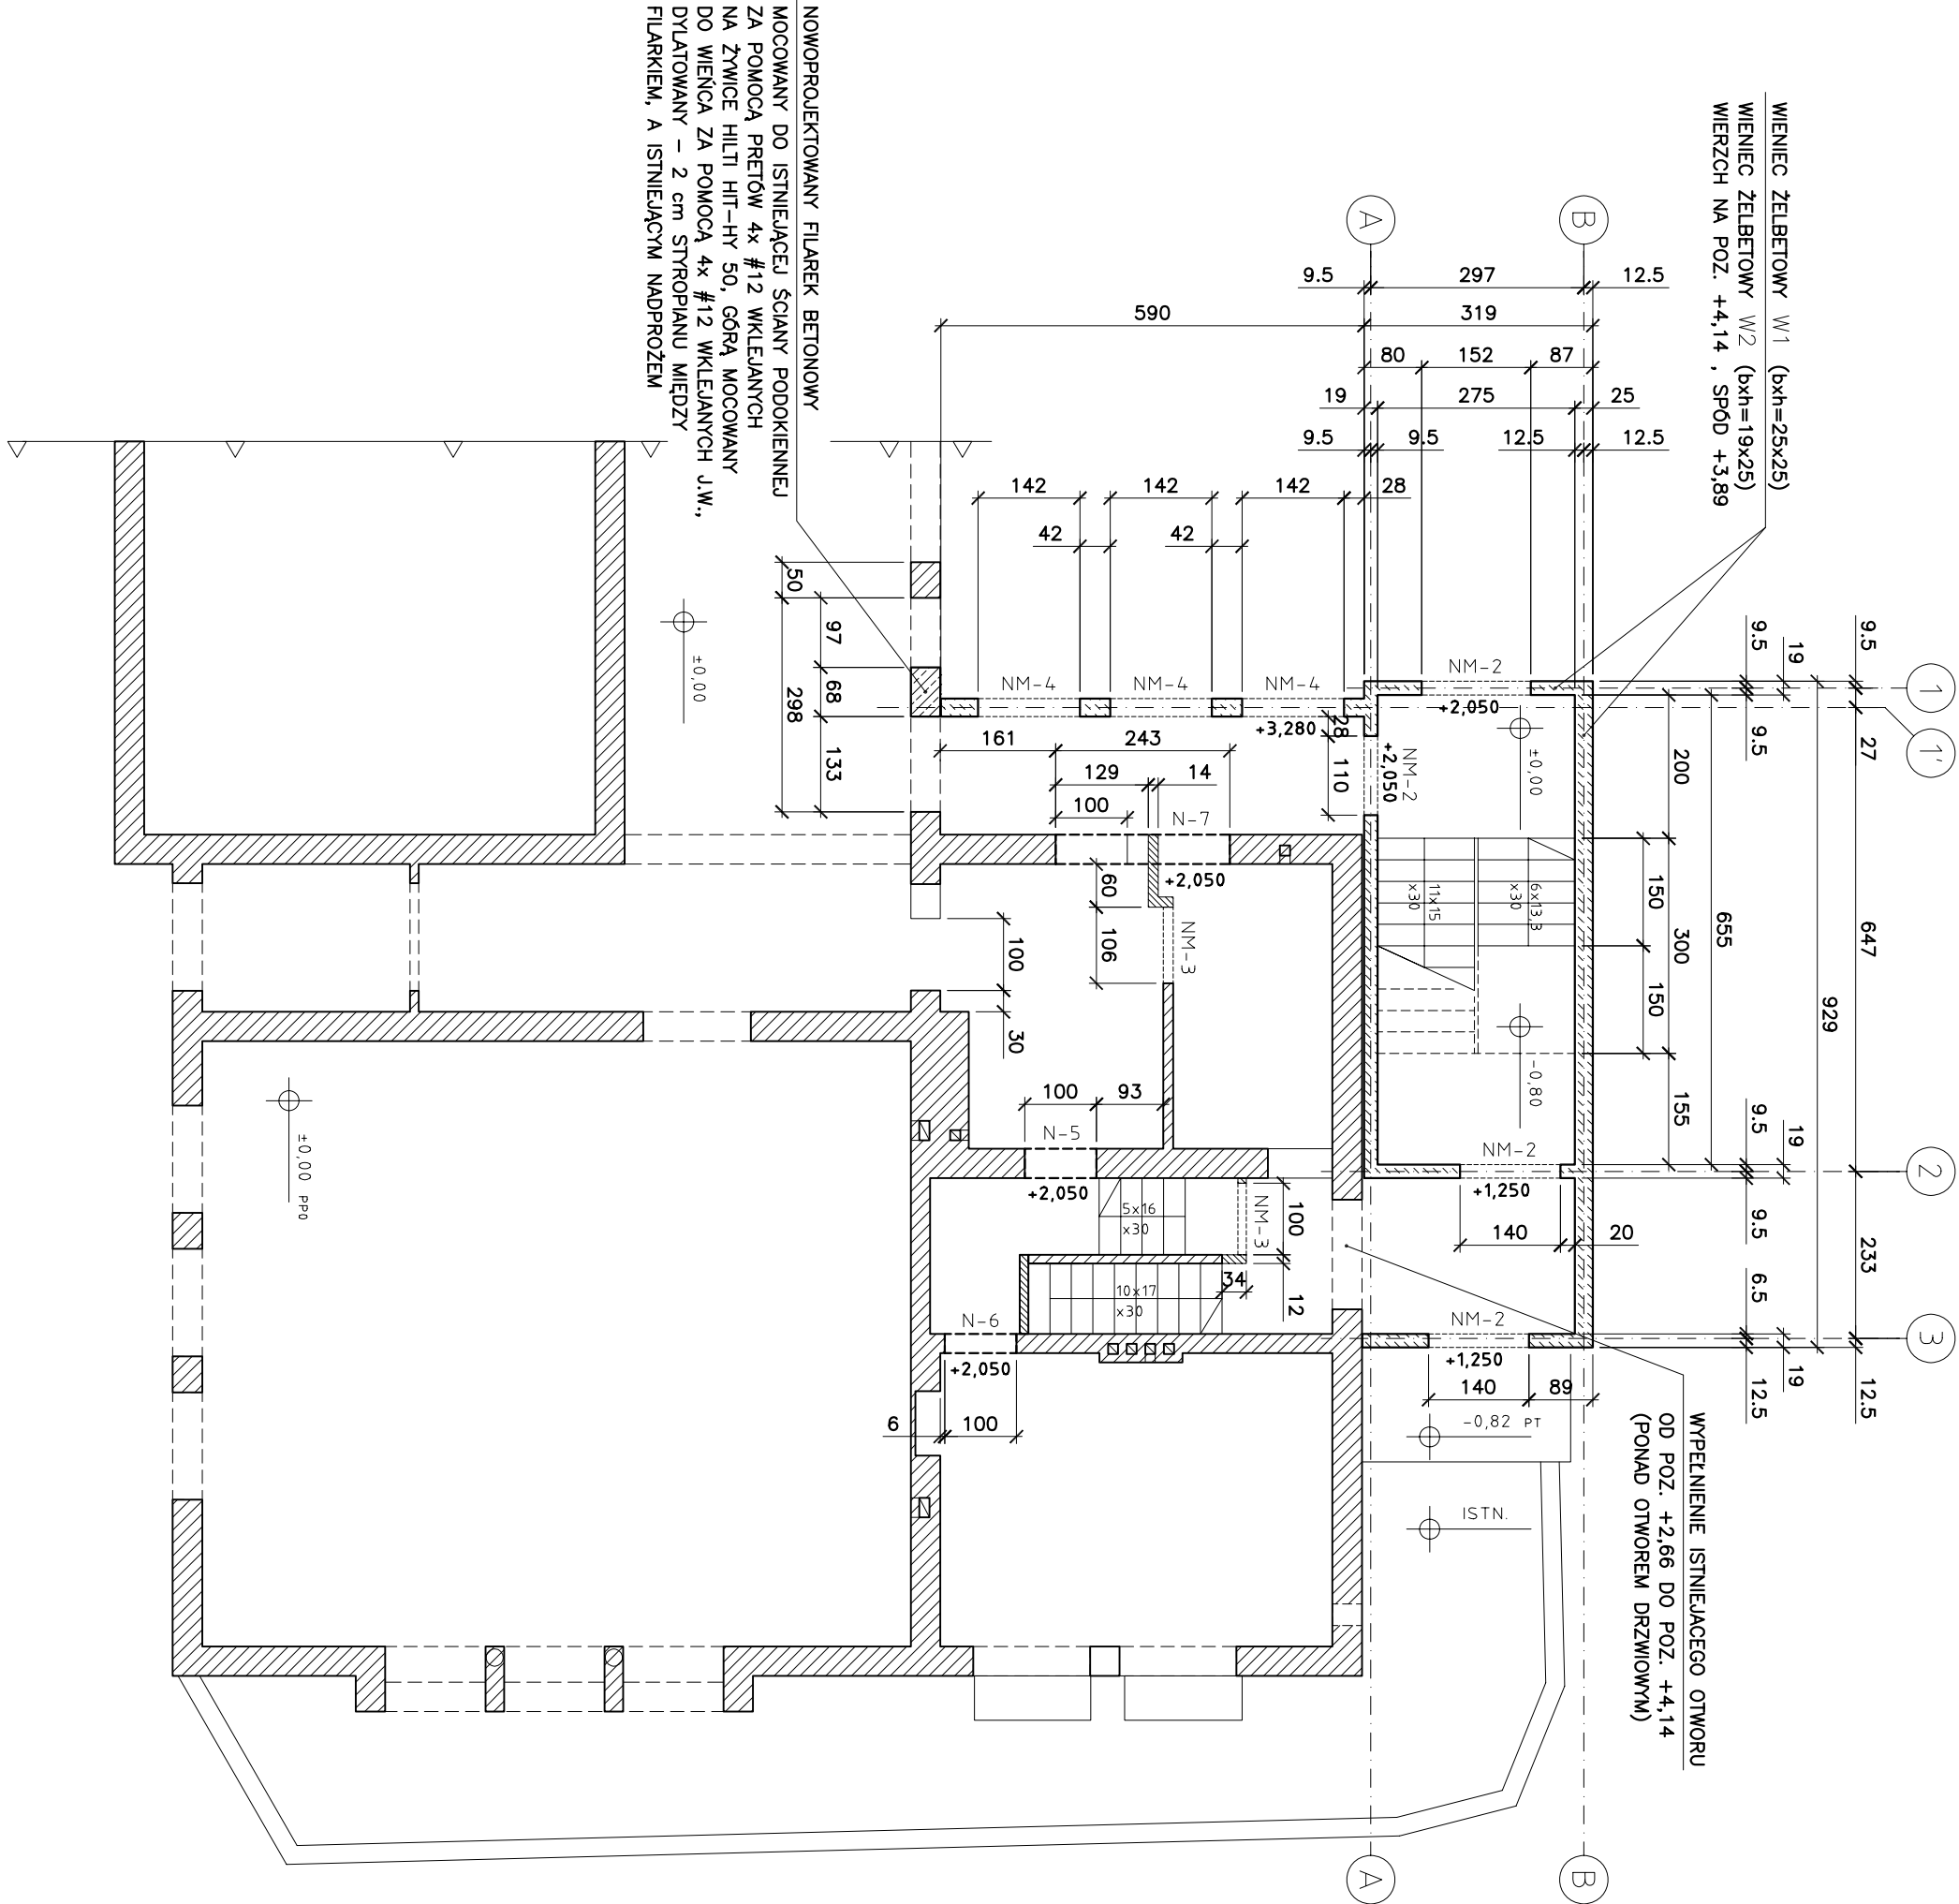 WIENIEC ŻELBETOWY W1 (bxh=25x25)
WIENIEC ŻELBETOWY W2 (bxh=19x25)
WIERZCH NA POZ. +4,14 , SPÓD +3,89
NOWOPROJEKTOWANY FILAREK BETONOWY
MOCOWANY DO ISTNIEJĄCEJ ŚCIANY PODOKIENNEJ
ZA POMOCĄ PRETÓW 4x #12 WKLEJANYCH
NA ŻYWICE HILTI HIT-HY 50, GÓRĄ MOCOWANY
DO WIEŃCA ZA POMOCĄ 4x #12 WKLEJANYCH J.W.,
DYLATOWANY - 2 cm STYROPIANU MIĘDZY
FILARKIEM, A ISTNIEJĄCYM NADPROŻEM
A
B
9.5
297
12.5
590
319
80
152
87
19
275
25
9.5
9.5
12.5
12.5
142
142
142
28
42
42
1
1'
2
3
9.5
27
647
233
12.5
929
19
19
19
9.5
9.5
9.5
9.5
6.5
12.5
655
200
300
155
150
150
NM-2
+2,050
NM-4
NM-4
NM-4
+3,280
28
110
NM-2
+2,050
±0,00
50
97
68
133
298
±0,00
161
243
129
14
100
N-7
+2,050
60
106
NM-3
11x15
x30
6x13,3
x30
-0,80
100
30
100
93
N-5
+2,050
NM-2
+1,250
140
20
5x16
x30
NM-3
100
12
34
10x17
x30
N-6
+2,050
6
100
NM-2
+1,250
140
89
-0,82 PT
ISTN.
±0,00 PP0
WYPEŁNIENIE ISTNIEJACEGO OTWORU
OD POZ. +2,66 DO POZ. +4,14
(PONAD OTWOREM DRZWIOWYM)
A
B